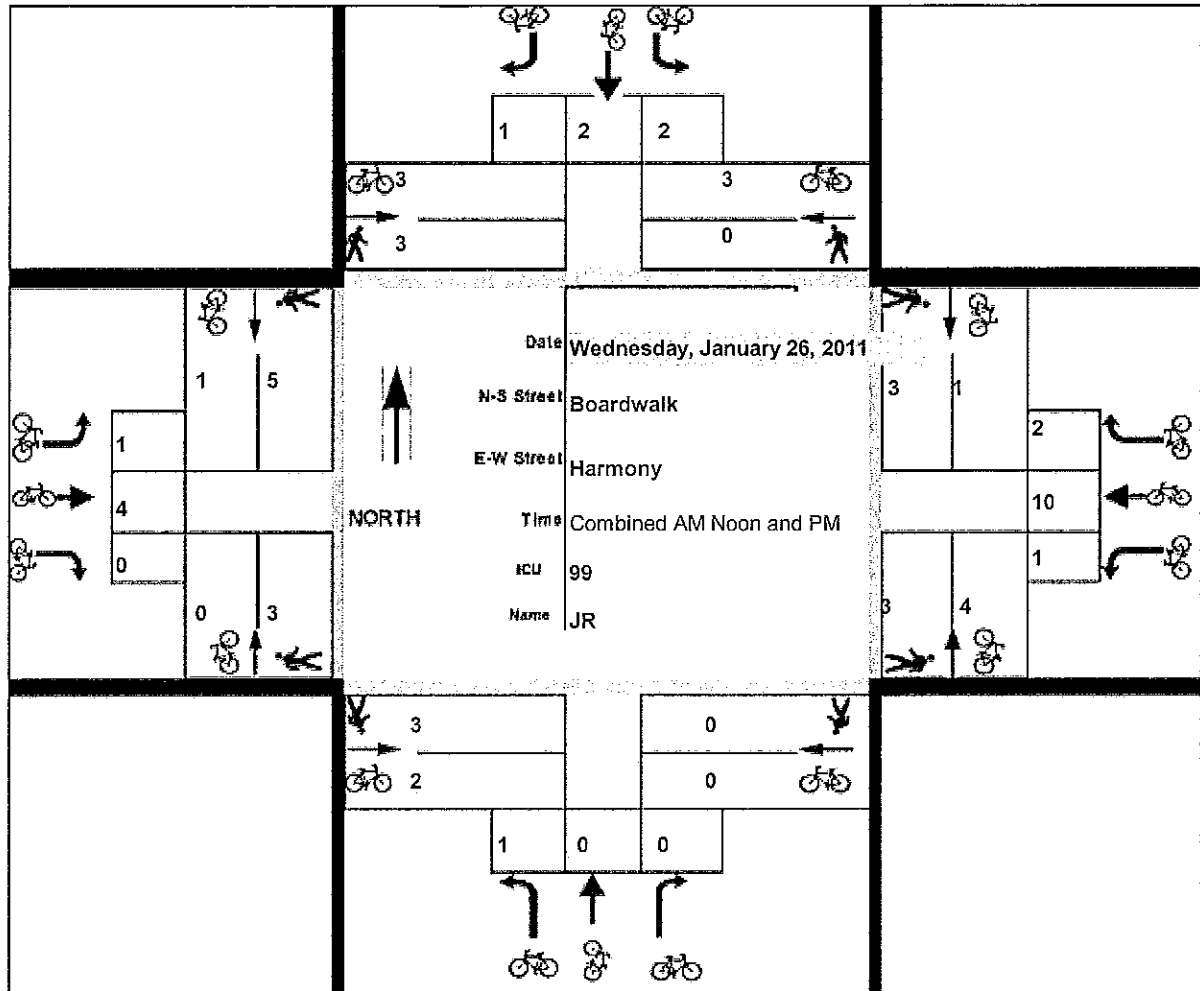 1 2 2
3 3
3 0
Date Wednesday, January 26, 2011
1 5 3 1
N-S Street Boardwalk
1 2
E-W Street Harmony
4 10
NORTH Time Combined AM Noon and PM
0 1
ICU 99
0 3 3 4
Name JR
3 0
2 0
1 0 0